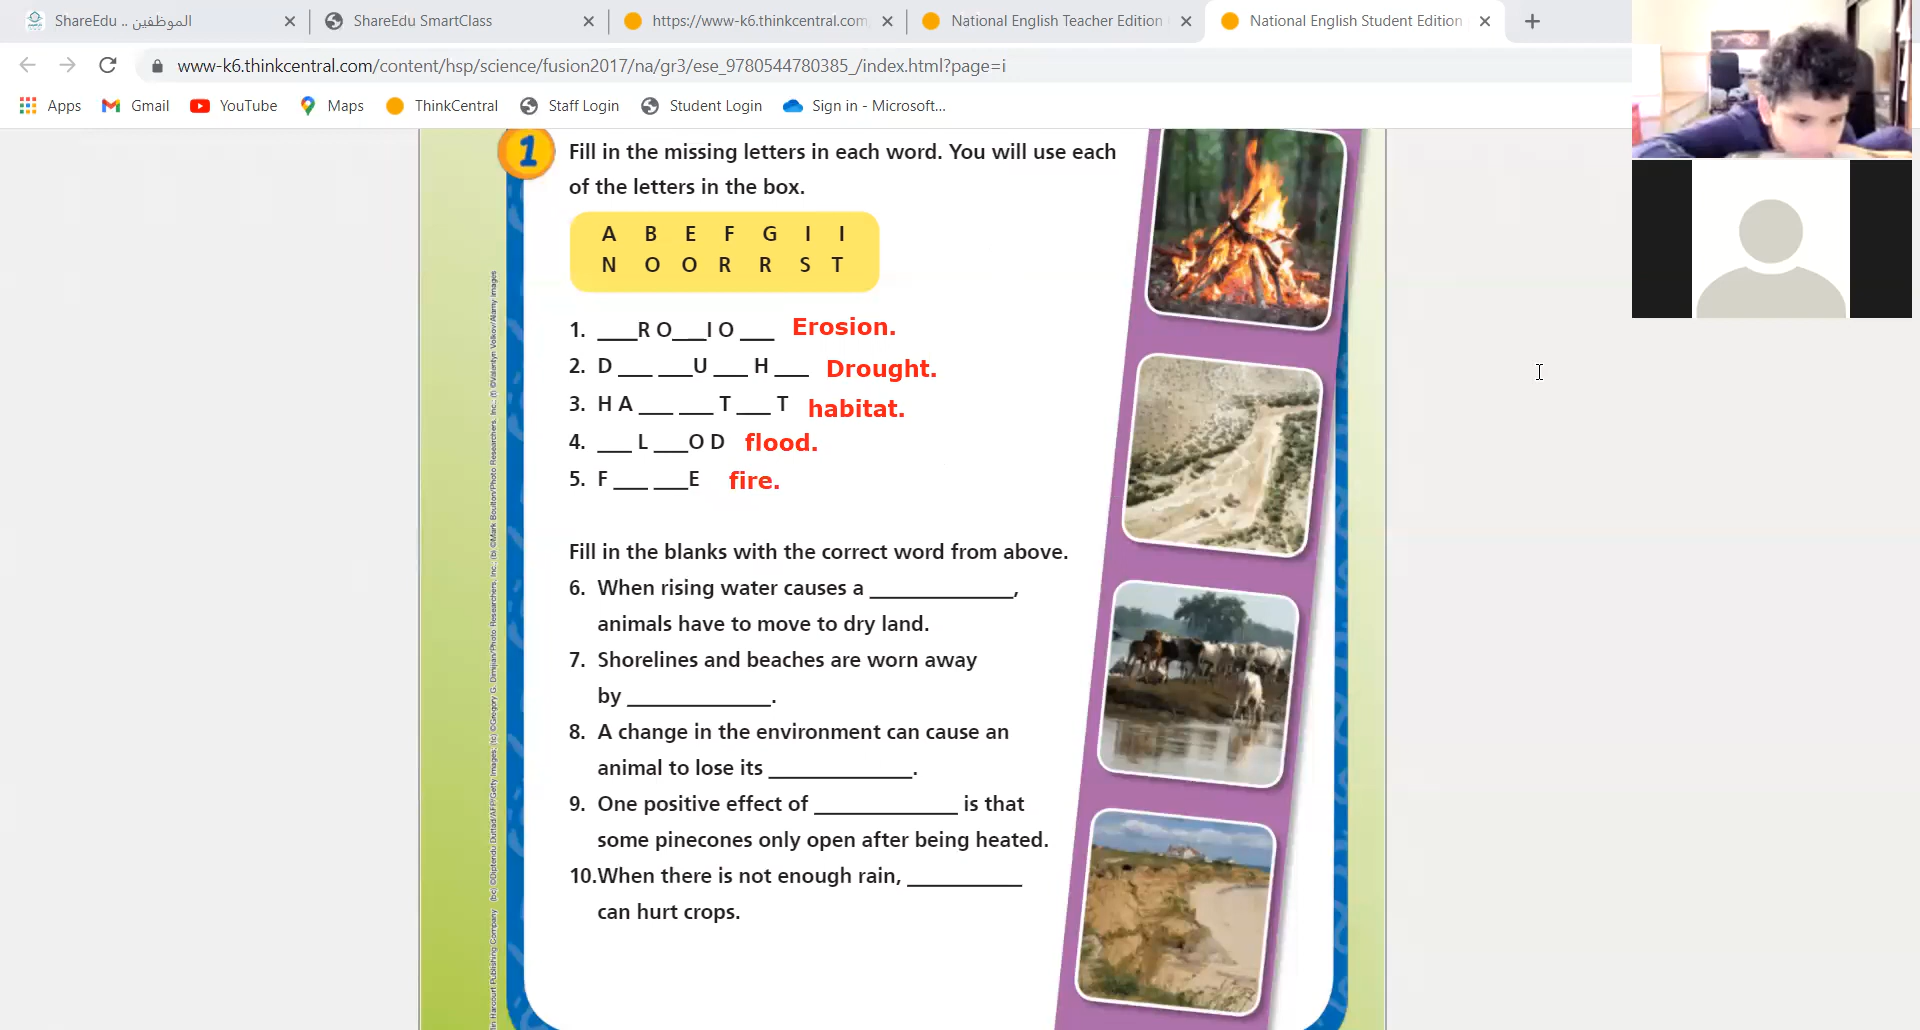 ShareEdu .. الموظفين
ShareEdu SmartClass
https://www-k6.thinkcentral.com
National English Teacher Edition
National English Student Edition
www-k6.thinkcentral.com/content/hsp/science/fusion2017/na/gr3/ese_9780544780385_/index.html?page=i
Apps Gmail YouTube Maps ThinkCentral Staff Login Student Login Sign in - Microsoft...
1
Fill in the missing letters in each word. You will use each
of the letters in the box.
A B E F G I I
N O O R R S T
1. ____R O___I O ___ Erosion.
2. D ___ ___U ___ H ___ Drought.
3. H A ___ ___ T ___ T habitat.
4. ___ L ___O D flood.
5. F ___ ___E fire.
Fill in the blanks with the correct word from above.
6. When rising water causes a _____________,
animals have to move to dry land.
7. Shorelines and beaches are worn away
by _____________.
8. A change in the environment can cause an
animal to lose its _____________.
9. One positive effect of _____________ is that
some pinecones only open after being heated.
10.When there is not enough rain, __________
can hurt crops.